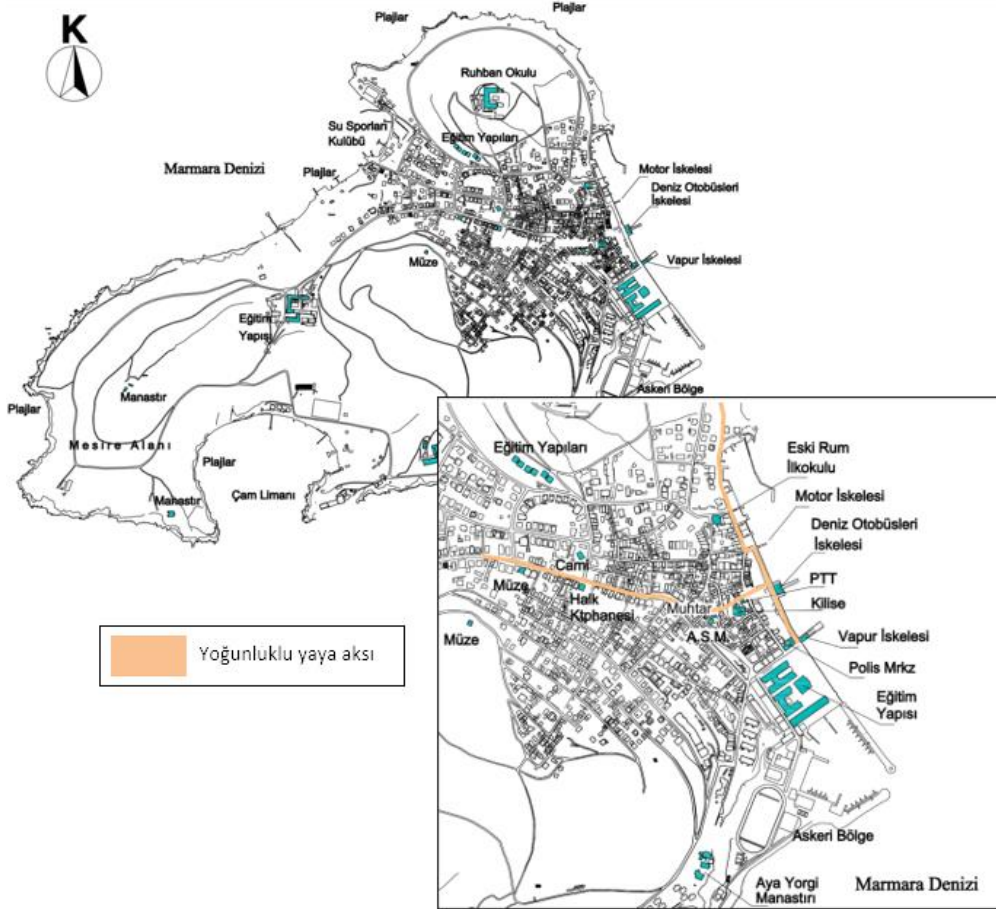 Plajlar
Plajlar
K
Ruhban Okulu
Su Sporları
Kulübü
Eğitim Yapıları
Marmara Denizi
Plajlar
Motor İskelesi
Deniz Otobüsleri
İskelesi
Vapur İskelesi
Müze
Eğitim
Yapısı
Askeri Bölge
Manastır
Plajlar
Mesire Alanı
Plajlar
Çam Limanı
Manastır
Yoğunluklu yaya aksı
Eğitim Yapıları
Eski Rum
İlkokulu
Motor İskelesi
Deniz Otobüsleri
İskelesi
Cami
PTT
Müze
Halk
Ktphanesi
Muhtar
Kilise
A.S.M.
Müze
Vapur İskelesi
Polis Mrkz
Eğitim
Yapısı
Askeri Bölge
Aya Yorgi
Manastırı
Marmara Denizi